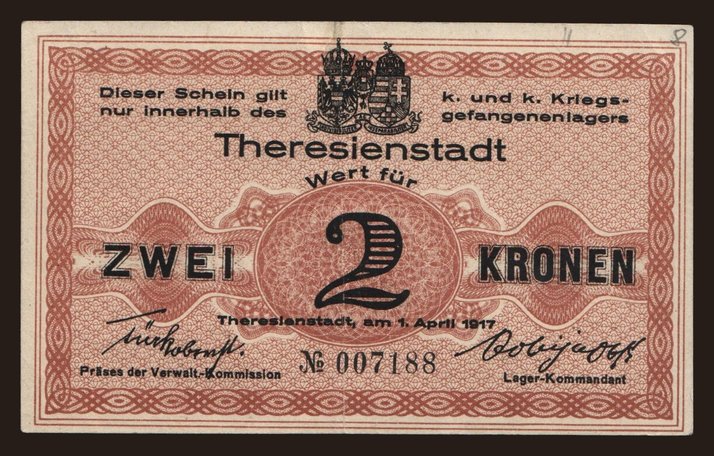 8
Dieser Schein gilt k. und k. Kriegs-
nur innerhalb des gefangenenlagers
Theresienstadt
Wert für
ZWEI 2 KRONEN
Theresienstadt, am 1. April 1917
№ 007188
Präses der Verwalt.-Kommission
Lager-Kommandant